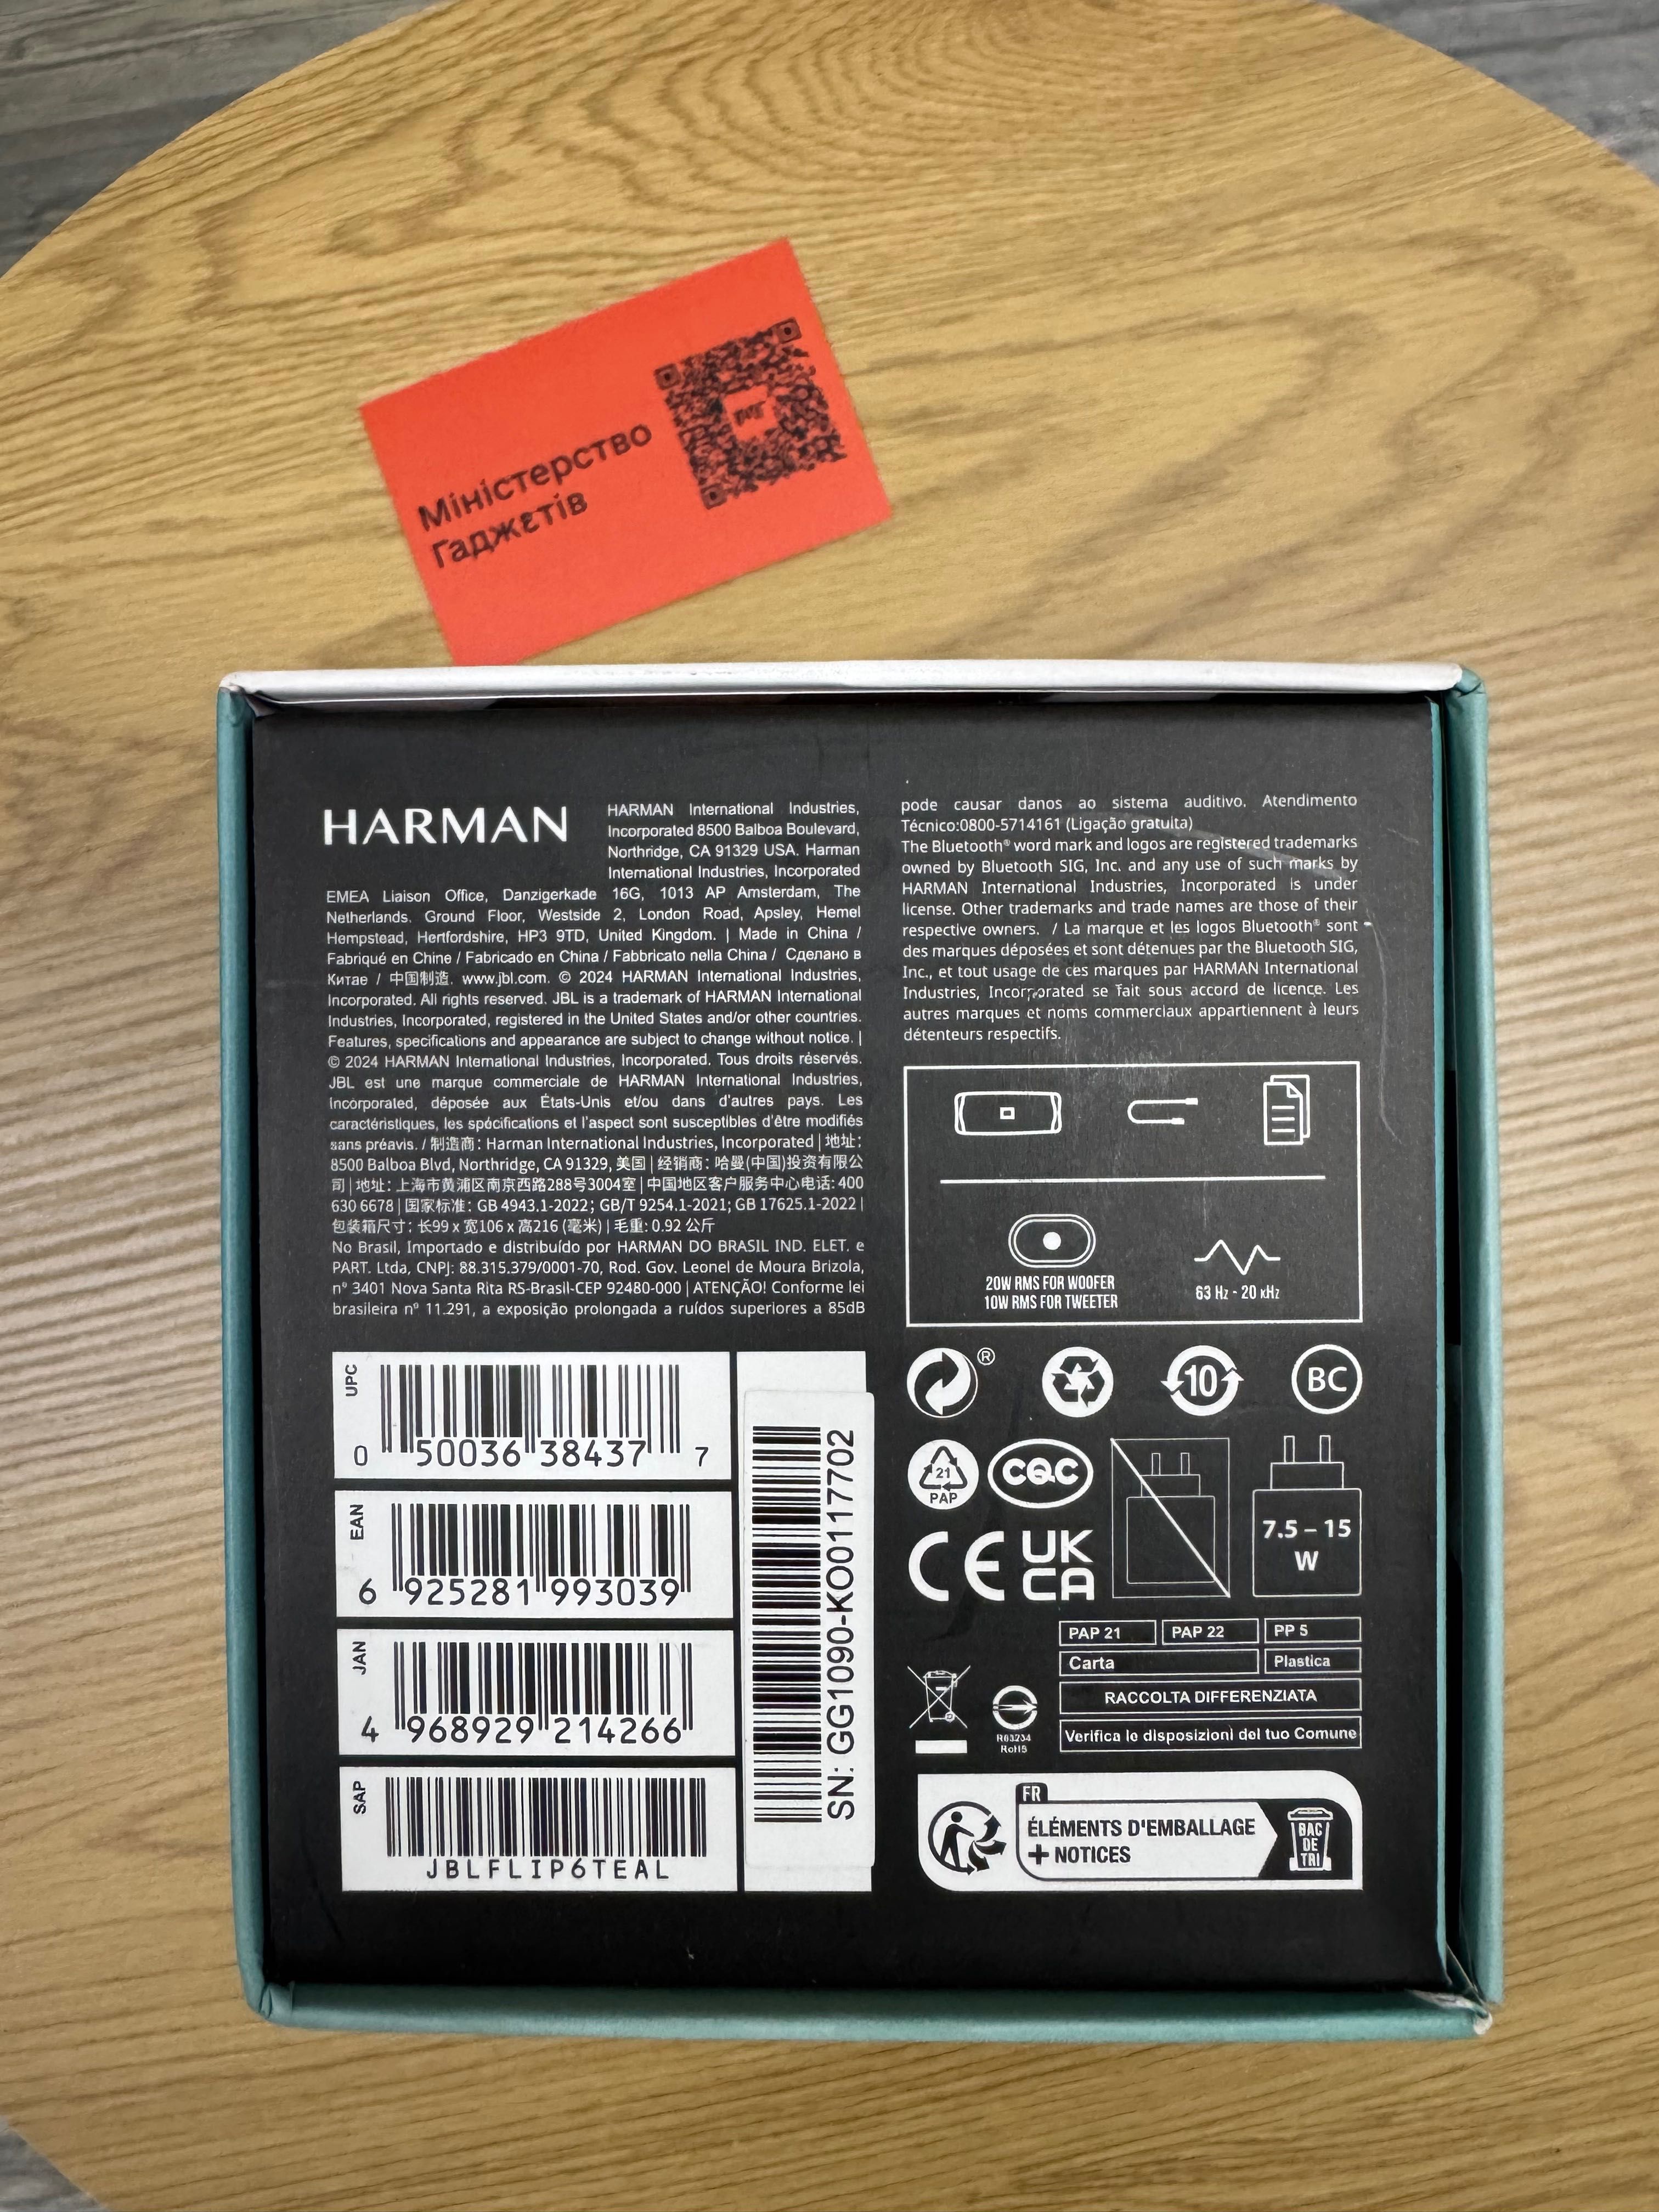 Міністерство
Гаджетів
HARMAN
HARMAN International Industries,
Incorporated 8500 Balboa Boulevard,
Northridge, CA 91329 USA. Harman
International Industries, Incorporated
EMEA Liaison Office, Danzigerkade 16G, 1013 AP Amsterdam, The
Netherlands. Ground Floor, Westside 2, London Road, Apsley, Hemel
Hempstead, Hertfordshire, HP3 9TD, United Kingdom. | Made in China /
Fabriqué en Chine / Fabricado en China / Fabbricato nella China / Сделано в
Китае / 中国制造. www.jbl.com. © 2024 HARMAN International Industries,
Incorporated. All rights reserved. JBL is a trademark of HARMAN International
Industries, Incorporated, registered in the United States and/or other countries.
Features, specifications and appearance are subject to change without notice. |
© 2024 HARMAN International Industries, Incorporated. Tous droits réservés.
JBL est une marque commerciale de HARMAN International Industries,
Incorporated, déposée aux États-Unis et/ou dans d'autres pays. Les
caractéristiques, les spécifications et l'aspect sont susceptibles d'être modifiés
sans préavis. / 制造商: Harman International Industries, Incorporated | 地址:
8500 Balboa Blvd, Northridge, CA 91329, 美国 | 经销商: 哈曼(中国)投资有限公
司 | 地址: 上海市黄浦区南京西路288号3004室 | 中国地区客户服务中心电话: 400
630 6678 | 国家标准: GB 4943.1-2022; GB/T 9254.1-2021; GB 17625.1-2022 |
包装箱尺寸: 长99 x 宽106 x 高216 (毫米) | 毛重: 0.92 公斤
No Brasil, Importado e distribuído por HARMAN DO BRASIL IND. ELET. e
PART. Ltda, CNPJ: 88.315.379/0001-70, Rod. Gov. Leonel de Moura Brizola,
nº 3401 Nova Santa Rita RS-Brasil-CEP 92480-000 | ATENÇÃO! Conforme lei
brasileira nº 11.291, a exposição prolongada a ruídos superiores a 85dB
pode causar danos ao sistema auditivo. Atendimento
Técnico:0800-5714161 (Ligação gratuita)
The Bluetooth® word mark and logos are registered trademarks
owned by Bluetooth SIG, Inc. and any use of such marks by
HARMAN International Industries, Incorporated is under
license. Other trademarks and trade names are those of their
respective owners. / La marque et les logos Bluetooth® sont
des marques déposées et sont détenues par the Bluetooth SIG,
Inc., et tout usage de ces marques par HARMAN International
Industries, Incorporated se fait sous accord de licence. Les
autres marques et noms commerciaux appartiennent à leurs
détenteurs respectifs.
20W RMS FOR WOOFER
10W RMS FOR TWEETER
63 Hz - 20 kHz
UPC
0 50036 38437 7
EAN
6 925281 993039
JAN
4 968929 214266
SAP
JBLFLIP6TEAL
SN: GG1090-KO0117702
®
10
BC
21
PAP
CQC
CE
UK
CA
7.5 – 15
W
PAP 21
PAP 22
PP 5
Carta
Plastica
RACCOLTA DIFFERENZIATA
Verifica le disposizioni del tuo Comune
R63234
RoHS
FR
ÉLÉMENTS D'EMBALLAGE
+ NOTICES
BAC
DE
TRI